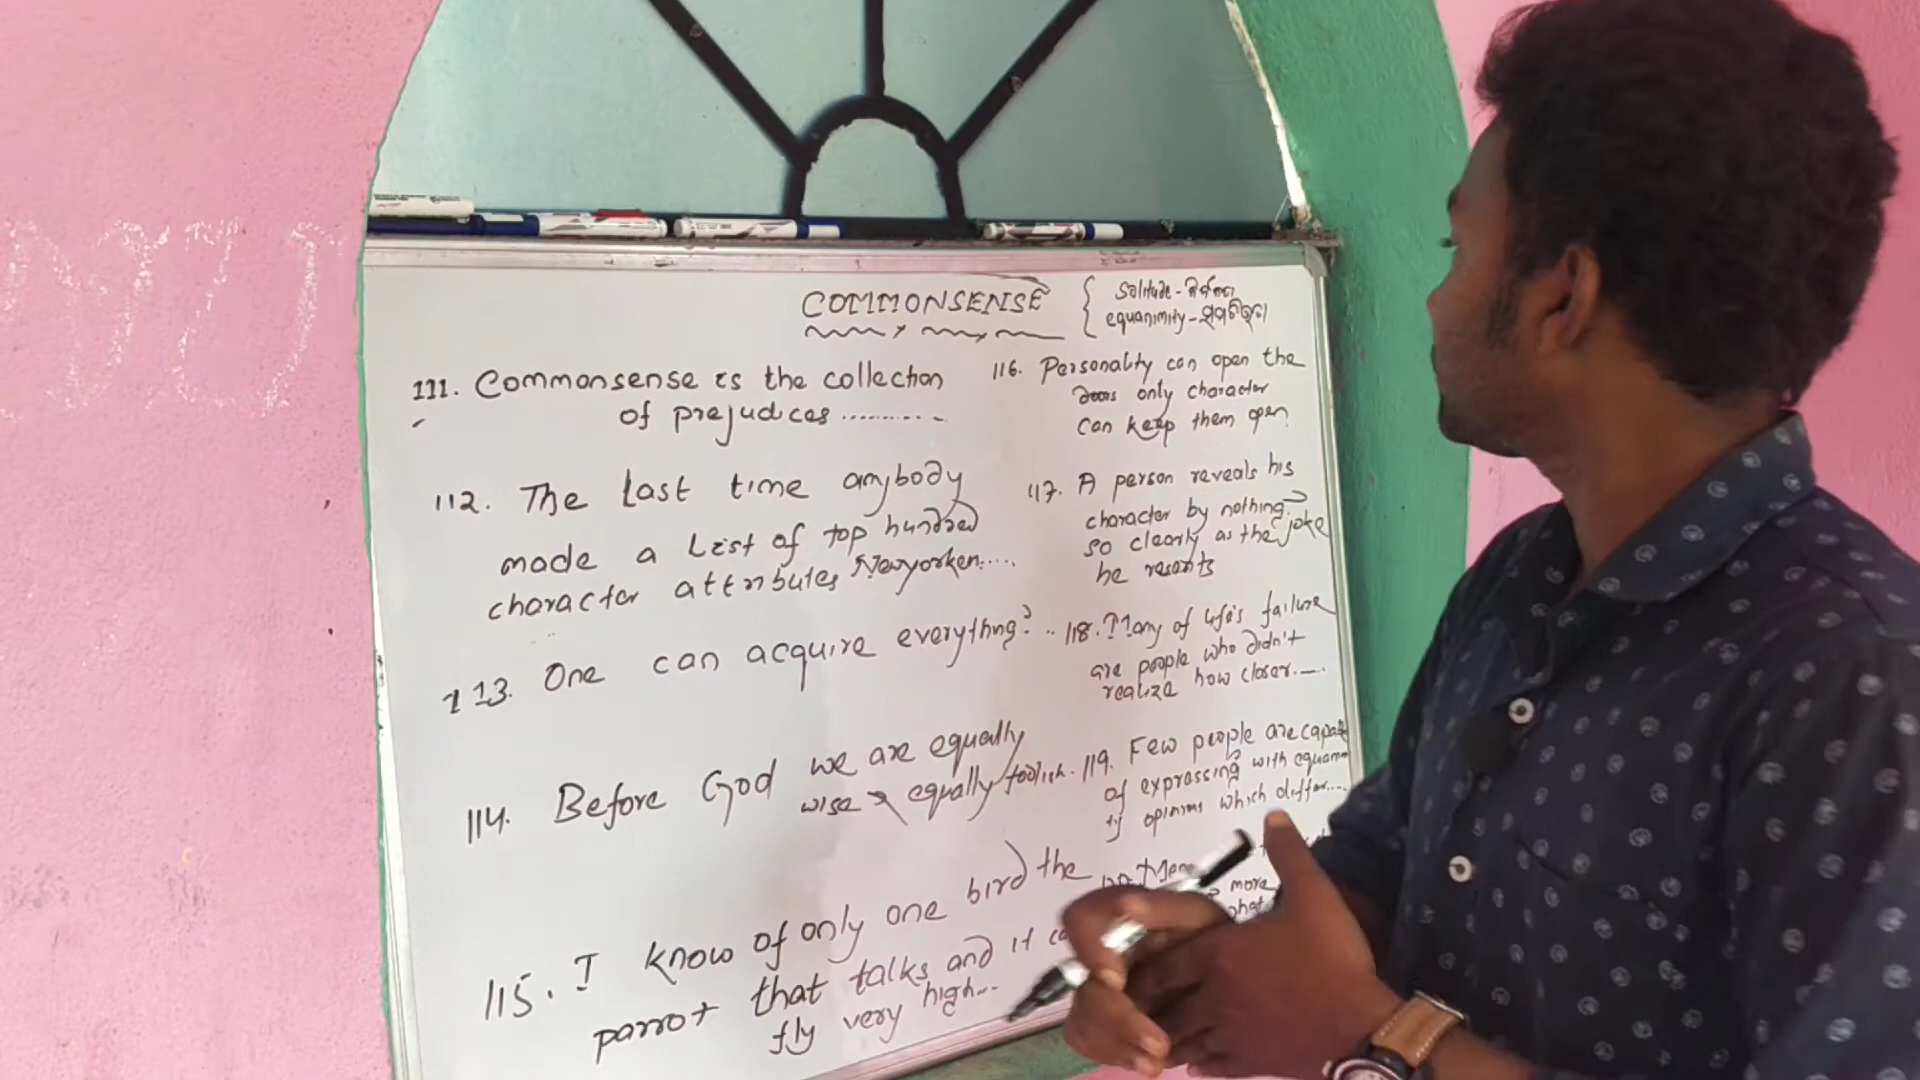 COMMONSENSE
solitude - ନିର୍ଜନତା
equanimity -
111. Commonsense is the collection
of prejudices ..........
112. The last time anybody
made a List of top hundred
character attributes Newyorken.....
113. One can acquire everything? ..
114. Before God we are equally
wise & equally foolish.
115. I know of only one bird the
parrot that talks and it
fly very high...
116. Personality can open the
doors only character
can keep them open
117. A person reveals his
character by nothing
so clearly as the joke
he resents
118. Many of life's failure
are people who didn't
realize how closer.....
119. Few people are capable
of expressing with equanimi
ty opinions which differ.....
more